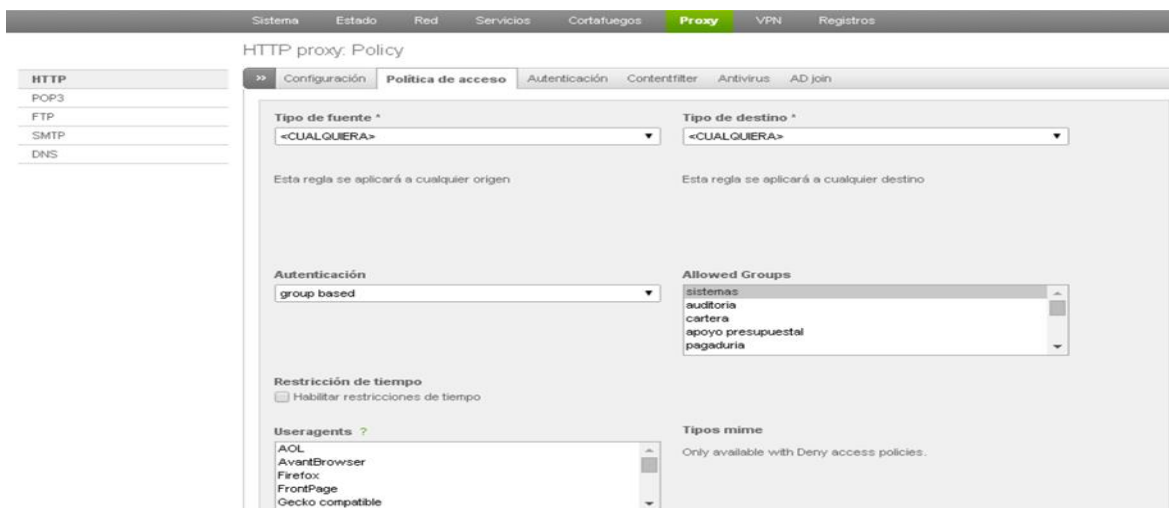 Sistema Estado Red Servicios Cortafuegos Proxy VPN Registros
HTTP proxy: Policy
HTTP
POP3
FTP
SMTP
DNS
» Configuración Política de acceso Autenticación Contentfilter Antivirus AD join
Tipo de fuente * Tipo de destino *
<CUALQUIERA> <CUALQUIERA>
Esta regla se aplicará a cualquier origen Esta regla se aplicará a cualquier destino
Autenticación Allowed Groups
group based
sistemas
auditoria
cartera
apoyo presupuestal
pagaduria
Restricción de tiempo
Habilitar restricciones de tiempo
Useragents ? Tipos mime
AOL
AvantBrowser
Firefox
FrontPage
Gecko compatible
Only available with Deny access policies.